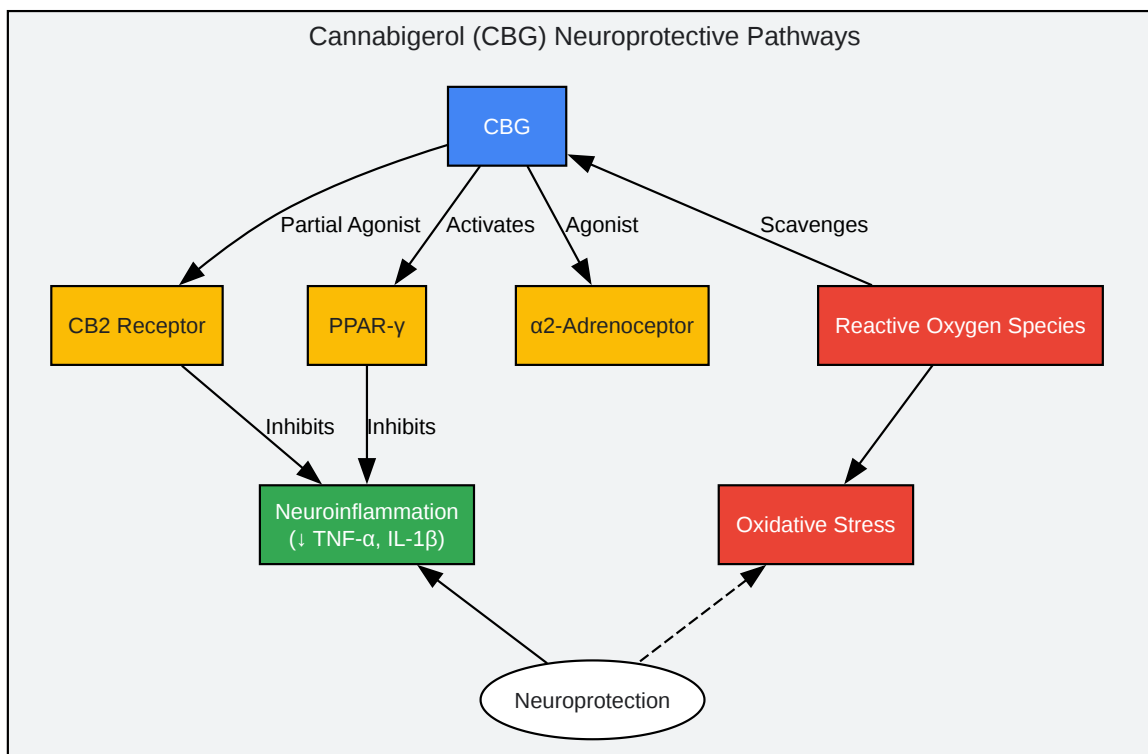 Cannabigerol (CBG) Neuroprotective Pathways
CBG
Partial Agonist
Activates
Agonist
Scavenges
CB2 Receptor
PPAR-γ
α2-Adrenoceptor
Reactive Oxygen Species
Inhibits
Inhibits
Neuroinflammation
(↓ TNF-α, IL-1β)
Oxidative Stress
Neuroprotection